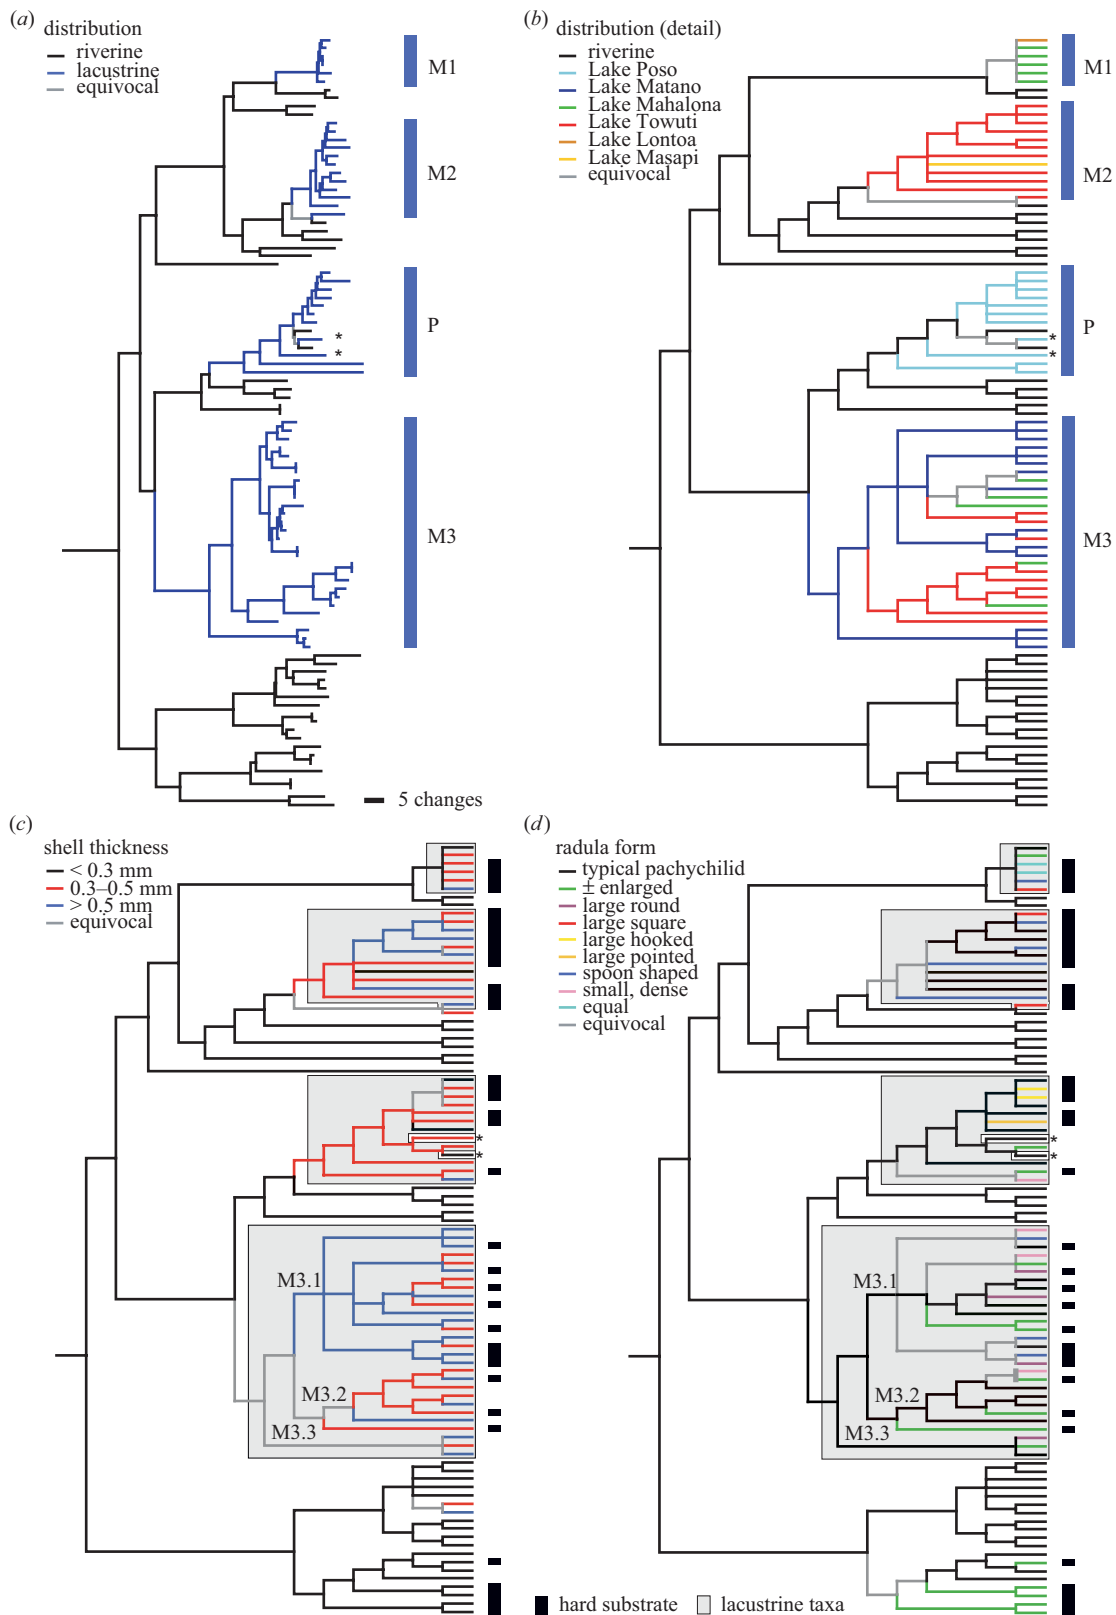 (a)
distribution
riverine
lacustrine
equivocal
M1
M2
P
*
*
M3
5 changes
(b)
distribution (detail)
riverine
Lake Poso
Lake Matano
Lake Mahalona
Lake Towuti
Lake Lontoa
Lake Masapi
equivocal
M1
M2
P
*
*
M3
(c)
shell thickness
< 0.3 mm
0.3–0.5 mm
> 0.5 mm
equivocal
*
*
M3.1
M3.2
M3.3
(d)
radula form
typical pachychilid
± enlarged
large round
large square
large hooked
large pointed
spoon shaped
small, dense
equal
equivocal
*
*
M3.1
M3.2
M3.3
hard substrate
lacustrine taxa